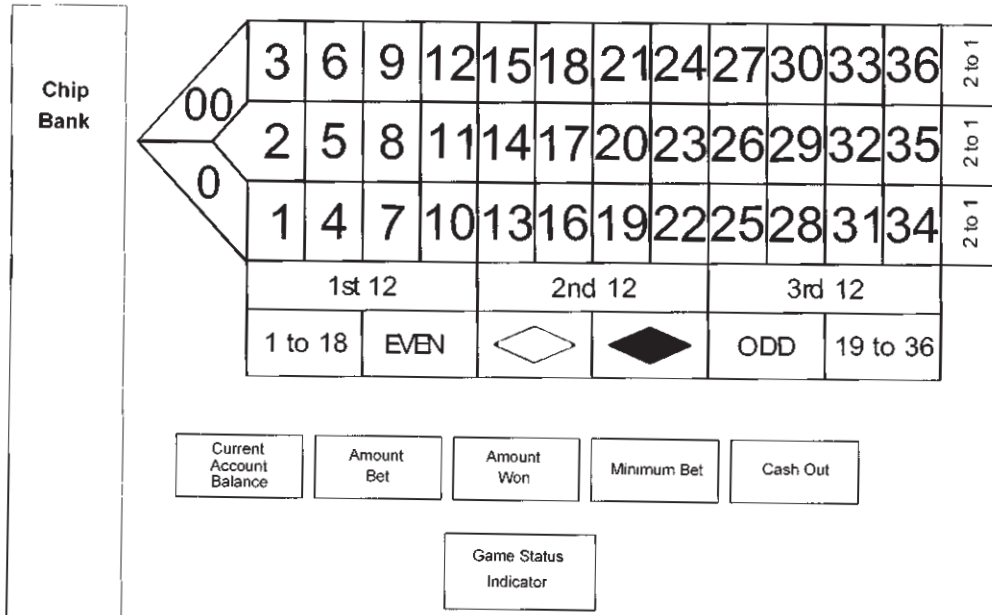 Chip
Bank
00
0
3 6 9 12 15 18 21 24 27 30 33 36 2 to 1
2 5 8 11 14 17 20 23 26 29 32 35 2 to 1
1 4 7 10 13 16 19 22 25 28 31 34 2 to 1
1st 12 2nd 12 3rd 12
1 to 18 EVEN ODD 19 to 36
Current
Account
Balance
Amount
Bet
Amount
Won
Minimum Bet
Cash Out
Game Status
Indicator